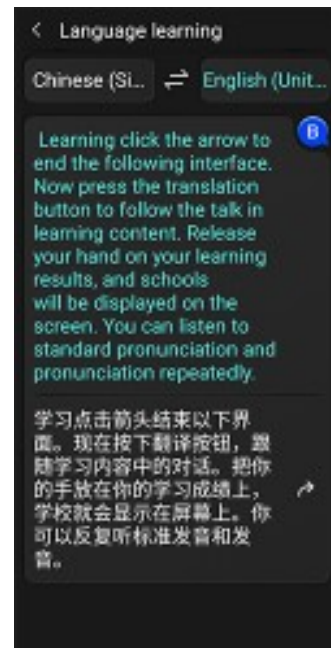 < Language learning
Chinese (Si... ⇌ English (Unit...
B
Learning click the arrow to
end the following interface.
Now press the translation
button to follow the talk in
learning content. Release
your hand on your learning
results, and schools
will be displayed on the
screen. You can listen to
standard pronunciation and
pronunciation repeatedly.
学习点击箭头结束以下界
面。现在按下翻译按钮，跟
随学习内容中的对话。把你
的手放在你的学习成绩上，
学校就会显示在屏幕上。你
可以反复听标准发音和发
音。